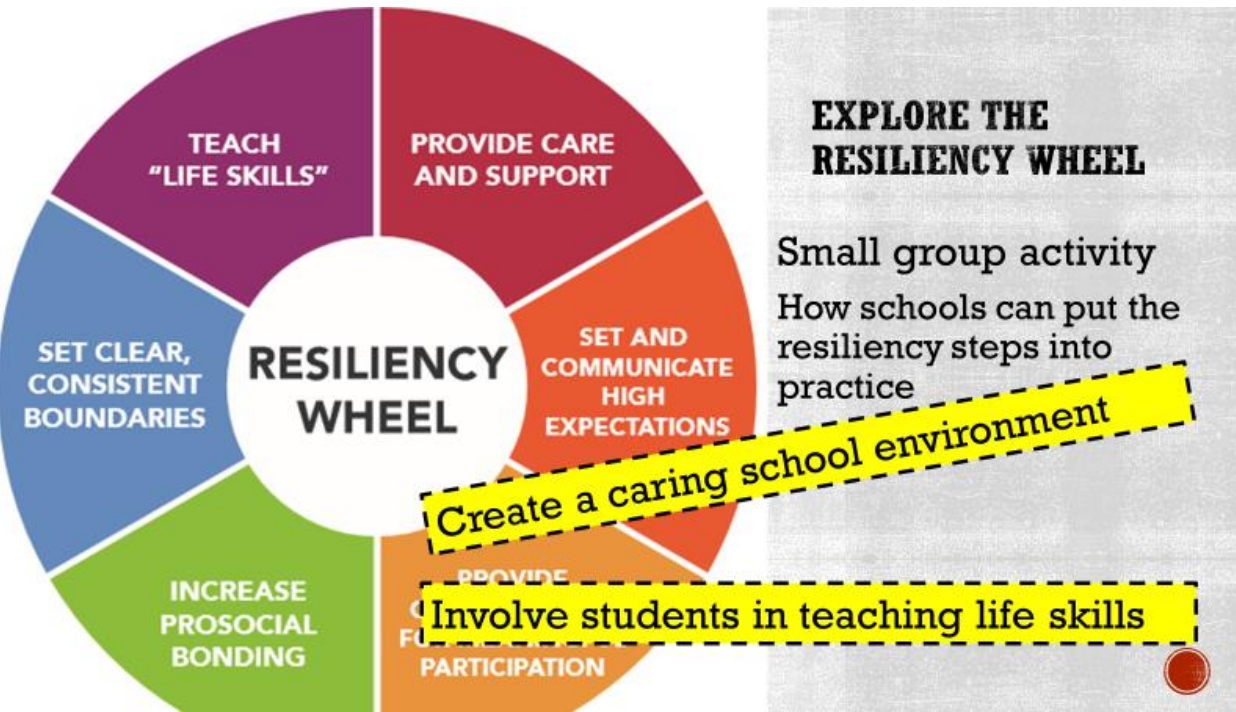 TEACH
"LIFE SKILLS"
PROVIDE CARE
AND SUPPORT
SET CLEAR,
CONSISTENT
BOUNDARIES
RESILIENCY
WHEEL
SET AND
COMMUNICATE
HIGH
EXPECTATIONS
INCREASE
PROSOCIAL
BONDING
PROVIDE
PARTICIPATION
EXPLORE THE
RESILIENCY WHEEL
Small group activity
How schools can put the
resiliency steps into
practice
Create a caring school environment
Involve students in teaching life skills